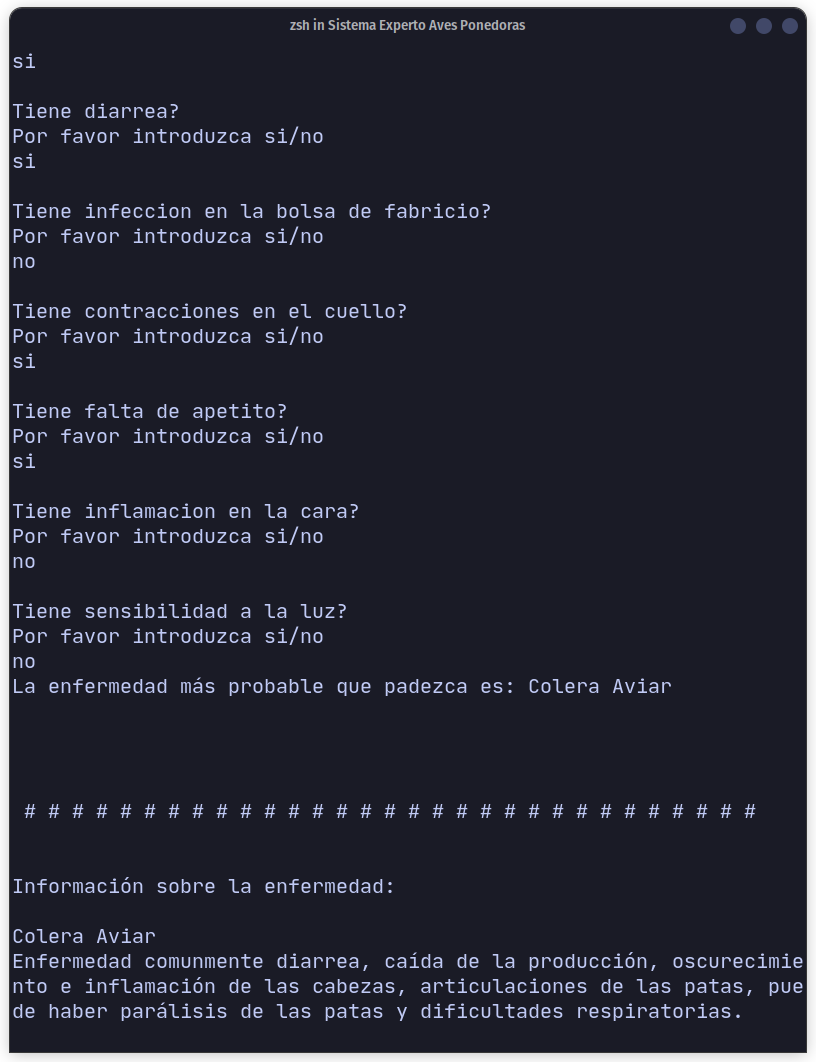 zsh in Sistema Experto Aves Ponedoras
si
Tiene diarrea?
Por favor introduzca si/no
si
Tiene infeccion en la bolsa de fabricio?
Por favor introduzca si/no
no
Tiene contracciones en el cuello?
Por favor introduzca si/no
si
Tiene falta de apetito?
Por favor introduzca si/no
si
Tiene inflamacion en la cara?
Por favor introduzca si/no
no
Tiene sensibilidad a la luz?
Por favor introduzca si/no
no
La enfermedad más probable que padezca es: Colera Aviar
# # # # # # # # # # # # # # # # # # # # # # # # # # # # # # #
Información sobre la enfermedad:
Colera Aviar
Enfermedad comunmente diarrea, caída de la producción, oscurecimie
nto e inflamación de las cabezas, articulaciones de las patas, pue
de haber parálisis de las patas y dificultades respiratorias.